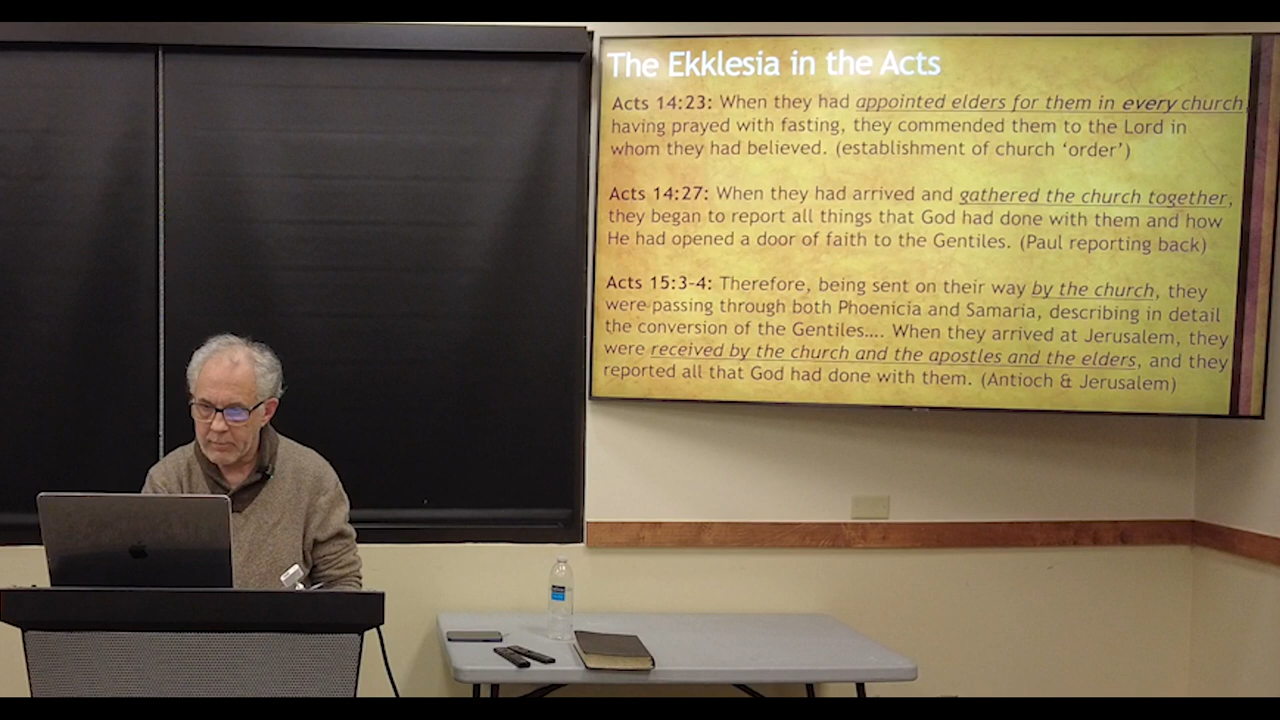 The Ekklesia in the Acts
Acts 14:23: When they had appointed elders for them in every church,
having prayed with fasting, they commended them to the Lord in
whom they had believed. (establishment of church ‘order’)
Acts 14:27: When they had arrived and gathered the church together,
they began to report all things that God had done with them and how
He had opened a door of faith to the Gentiles. (Paul reporting back)
Acts 15:3-4: Therefore, being sent on their way by the church, they
were passing through both Phoenicia and Samaria, describing in detail
the conversion of the Gentiles…. When they arrived at Jerusalem, they
were received by the church and the apostles and the elders, and they
reported all that God had done with them. (Antioch & Jerusalem)